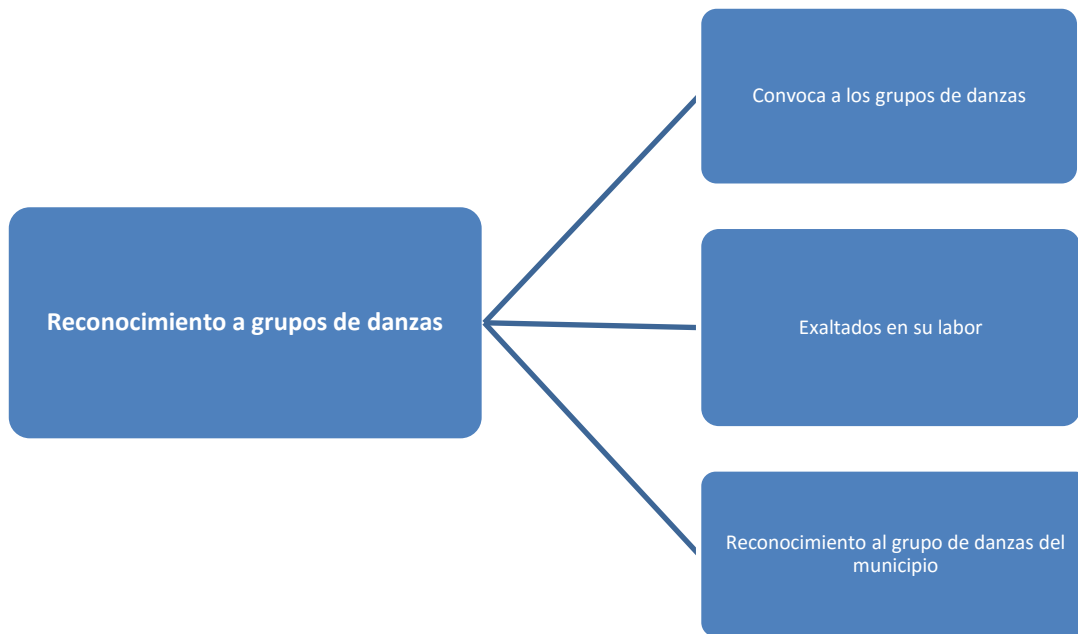 Convoca a los grupos de danzas
Reconocimiento a grupos de danzas
Exaltados en su labor
Reconocimiento al grupo de danzas del
municipio